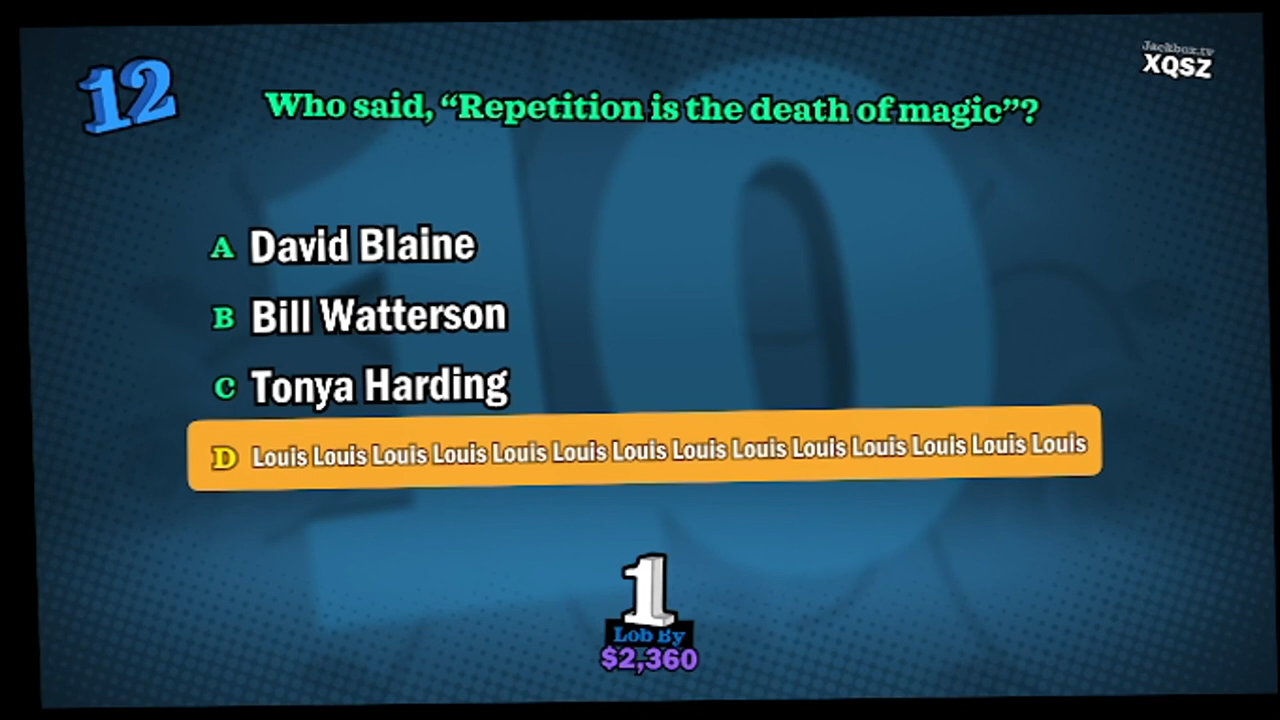 12
Jackbox.tv
XQSZ
Who said, “Repetition is the death of magic”?
A David Blaine
B Bill Watterson
C Tonya Harding
D Louis Louis Louis Louis Louis Louis Louis Louis Louis Louis Louis Louis Louis Louis
10
1
Lob By
$2,360